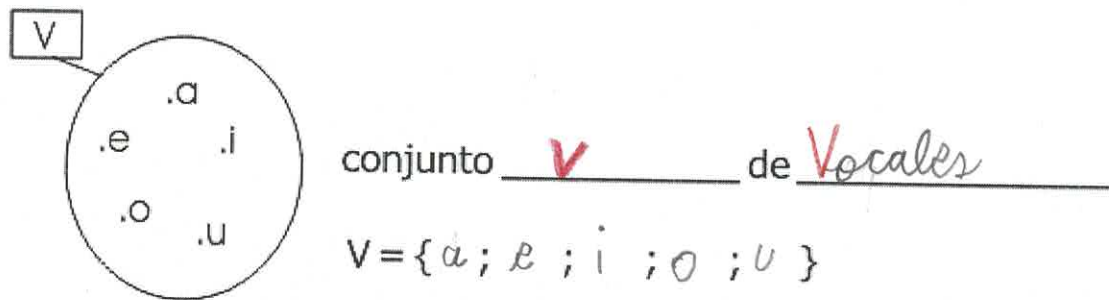 V
.a
.e .i
.o
.u
conjunto V de Vocales
V = { a ; e ; i ; o ; u }